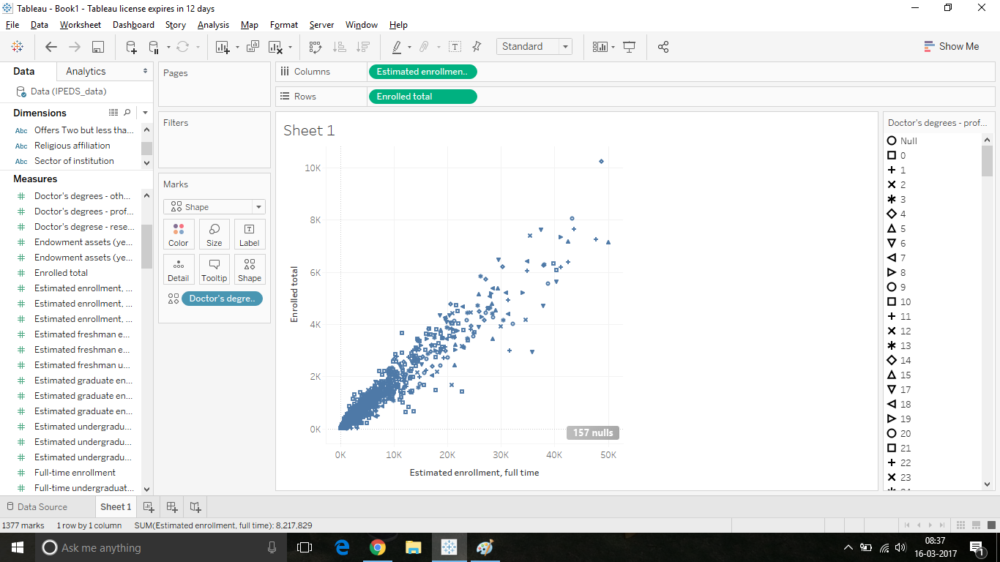 Tableau - Book1 - Tableau license expires in 12 days
File Data Worksheet Dashboard Story Analysis Map Format Server Window Help
Standard
Show Me
Data Analytics
Data (IPEDS_data)
Dimensions
Abc Offers Two but less tha...
Abc Religious affiliation
Abc Sector of institution
Measures
Doctor's degrees - oth...
Doctor's degrees - prof...
Doctor's degrese - rese...
Endowment assets (ye...
Endowment assets (ye...
Enrolled total
Estimated enrollment, ...
Estimated enrollment, ...
Estimated enrollment, ...
Estimated freshman e...
Estimated freshman e...
Estimated freshman u...
Estimated graduate en...
Estimated graduate en...
Estimated graduate en...
Estimated undergradu...
Estimated undergradu...
Estimated undergradu...
Full-time enrollment
Full-time undergraduat...
Pages
Filters
Marks
Shape
Color Size Label
Detail Tooltip Shape
Doctor's degre..
Columns Estimated enrollmen..
Rows Enrolled total
Sheet 1
10K
8K
6K
4K
2K
0K
Enrolled total
157 nulls
0K 10K 20K 30K 40K 50K
Estimated enrollment, full time
Doctor's degrees - prof...
Null
0
1
2
3
4
5
6
7
8
9
10
11
12
13
14
15
17
18
19
20
21
22
23
24
Data Source Sheet 1
1377 marks 1 row by 1 column SUM(Estimated enrollment, full time): 8,217,829
Ask me anything
08:37
16-03-2017
1